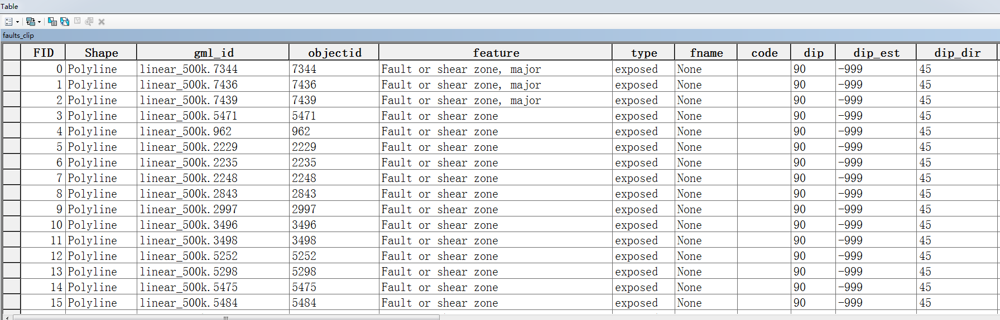 Table
faults_clip
FID Shape gml_id objectid feature type fname code dip dip_est dip_dir
0 Polyline linear_500k.7344 7344 Fault or shear zone, major exposed None 90 -999 45
1 Polyline linear_500k.7436 7436 Fault or shear zone, major exposed None 90 -999 45
2 Polyline linear_500k.7439 7439 Fault or shear zone, major exposed None 90 -999 45
3 Polyline linear_500k.5471 5471 Fault or shear zone exposed None 90 -999 45
4 Polyline linear_500k.962 962 Fault or shear zone exposed None 90 -999 45
5 Polyline linear_500k.2229 2229 Fault or shear zone exposed None 90 -999 45
6 Polyline linear_500k.2235 2235 Fault or shear zone exposed None 90 -999 45
7 Polyline linear_500k.2248 2248 Fault or shear zone exposed None 90 -999 45
8 Polyline linear_500k.2843 2843 Fault or shear zone exposed None 90 -999 45
9 Polyline linear_500k.2997 2997 Fault or shear zone exposed None 90 -999 45
10 Polyline linear_500k.3496 3496 Fault or shear zone exposed None 90 -999 45
11 Polyline linear_500k.3498 3498 Fault or shear zone exposed None 90 -999 45
12 Polyline linear_500k.5252 5252 Fault or shear zone exposed None 90 -999 45
13 Polyline linear_500k.5298 5298 Fault or shear zone exposed None 90 -999 45
14 Polyline linear_500k.5475 5475 Fault or shear zone exposed None 90 -999 45
15 Polyline linear_500k.5484 5484 Fault or shear zone exposed None 90 -999 45